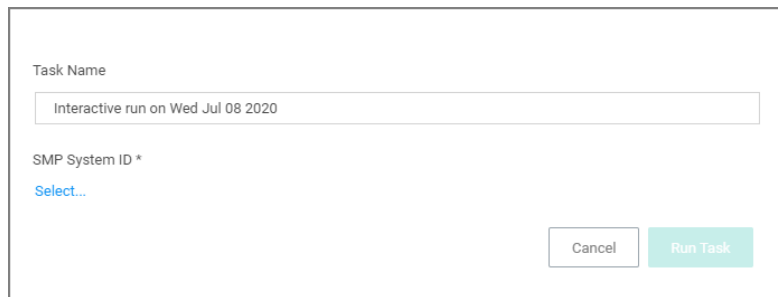 Task Name
Interactive run on Wed Jul 08 2020
SMP System ID *
Select...
Cancel Run Task